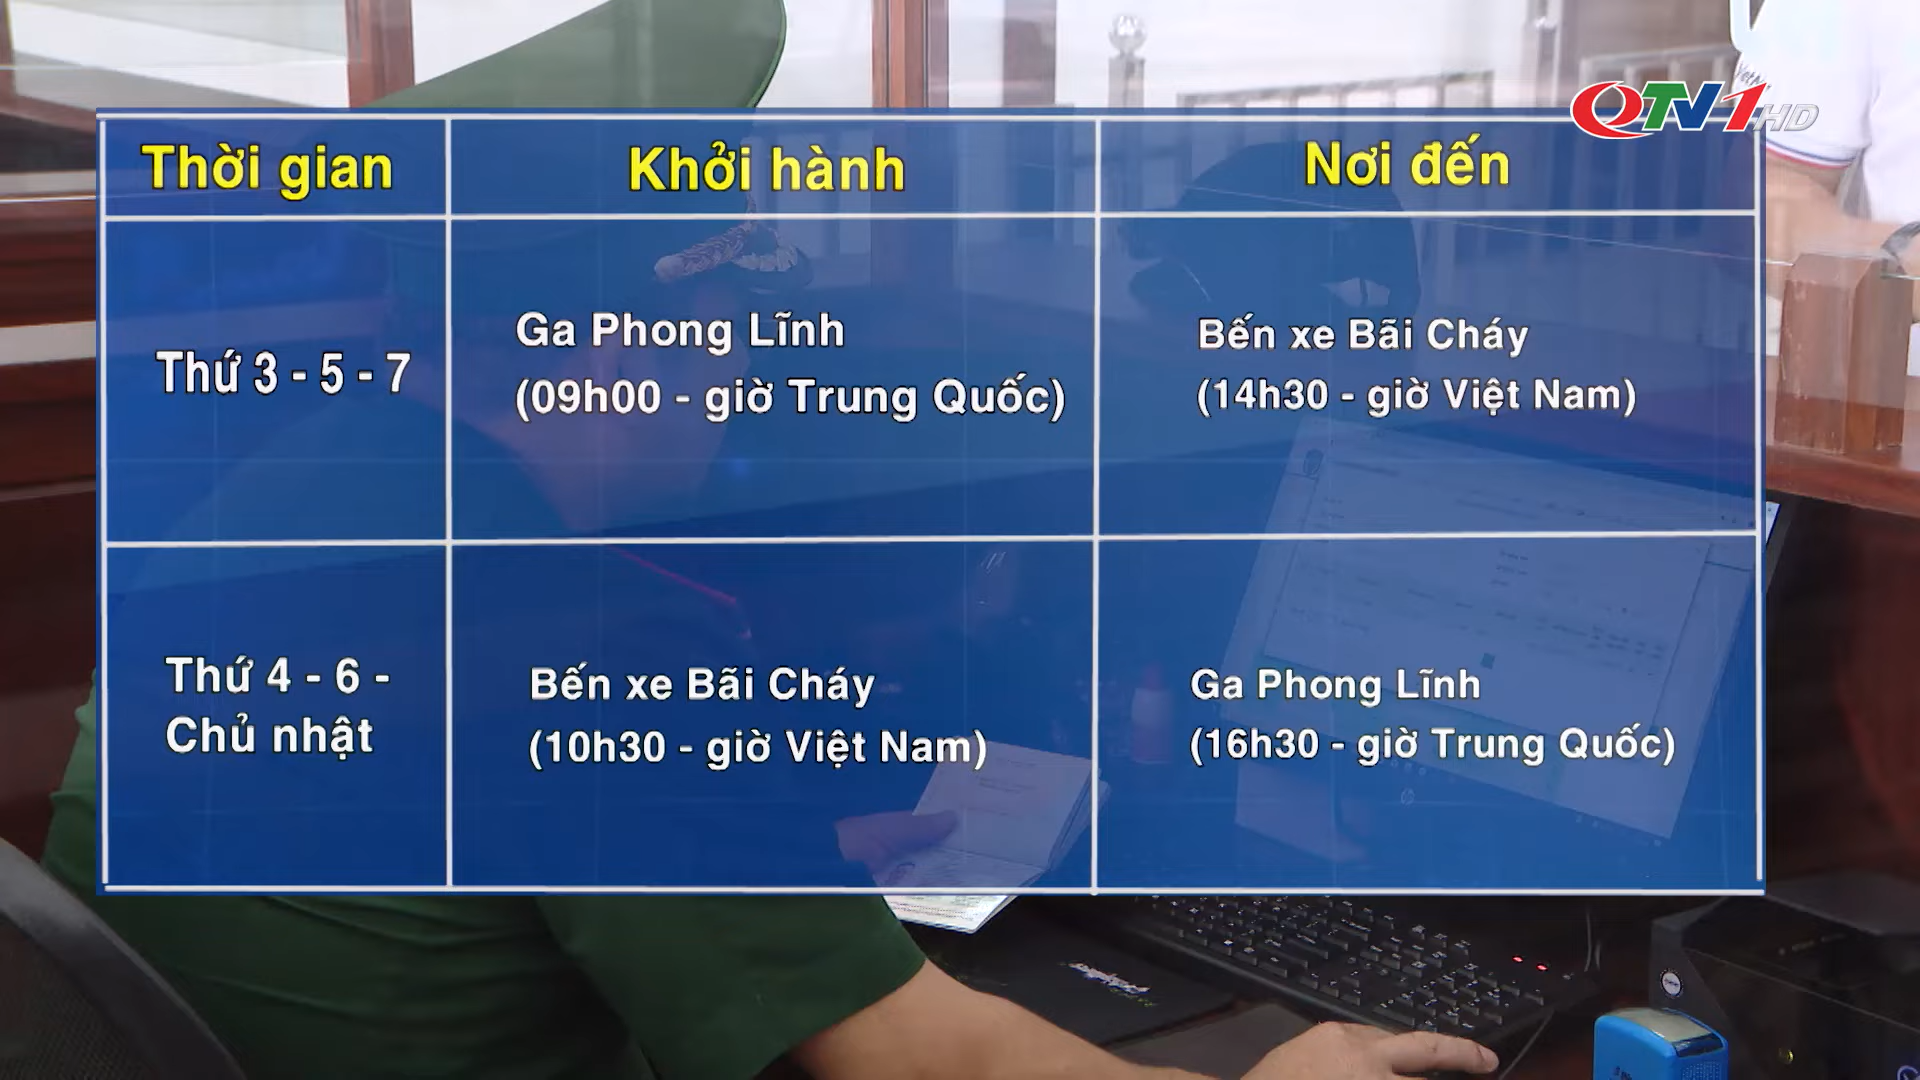 QTV1HD
Thời gian
Khởi hành
Nơi đến
Thứ 3 - 5 - 7
Ga Phong Lĩnh
(09h00 - giờ Trung Quốc)
Bến xe Bãi Cháy
(14h30 - giờ Việt Nam)
Thứ 4 - 6 -
Chủ nhật
Bến xe Bãi Cháy
(10h30 - giờ Việt Nam)
Ga Phong Lĩnh
(16h30 - giờ Trung Quốc)